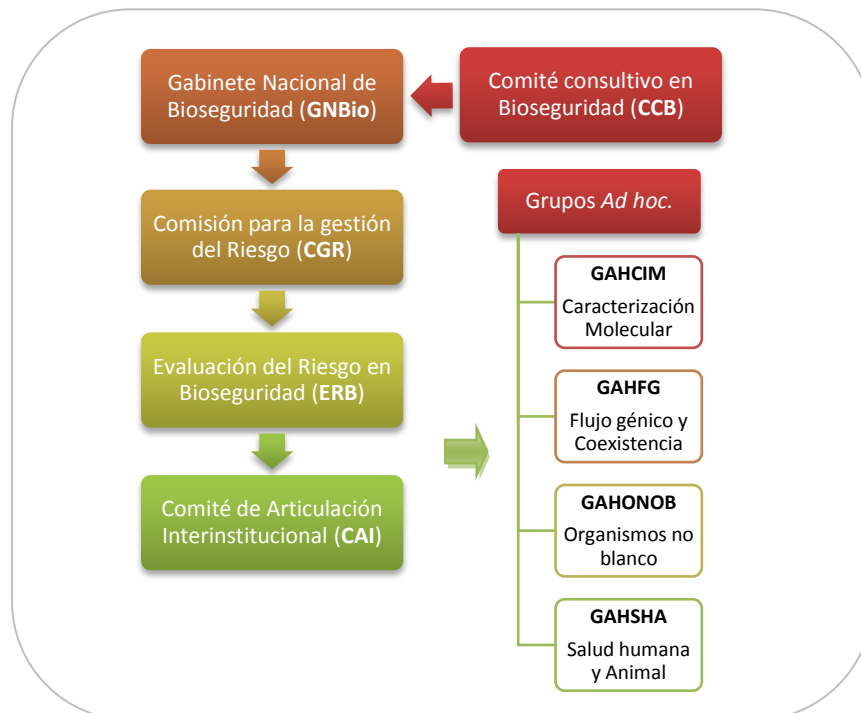 Gabinete Nacional de
Bioseguridad (GNBio)
Comité consultivo en
Bioseguridad (CCB)
Comisión para la gestión
del Riesgo (CGR)
Evaluación del Riesgo en
Bioseguridad (ERB)
Comité de Articulación
Interinstitucional (CAI)
Grupos Ad hoc.
GAHCIM
Caracterización
Molecular
GAHFG
Flujo génico y
Coexistencia
GAHONOB
Organismos no
blanco
GAHSHA
Salud humana
y Animal